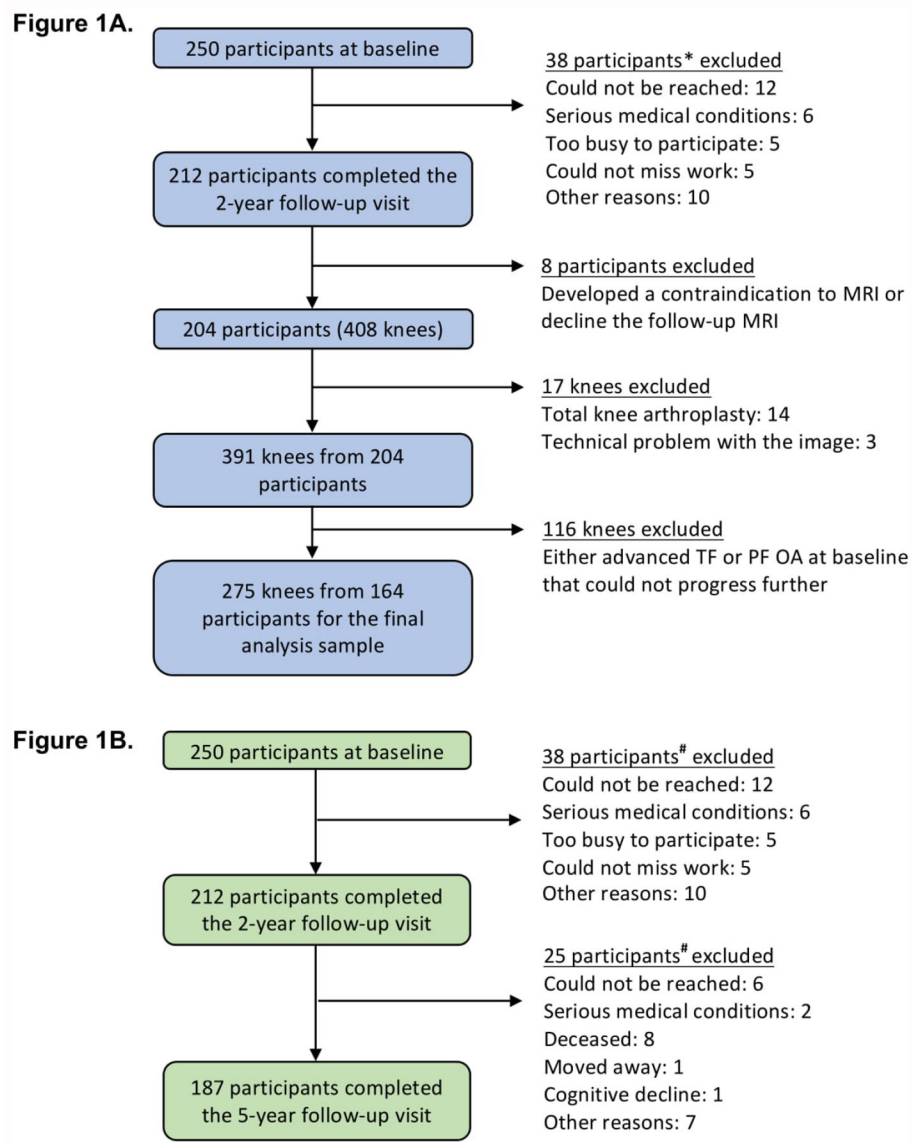 Figure 1A.
250 participants at baseline
38 participants* excluded
Could not be reached: 12
Serious medical conditions: 6
Too busy to participate: 5
Could not miss work: 5
Other reasons: 10
212 participants completed the
2-year follow-up visit
8 participants excluded
Developed a contraindication to MRI or
decline the follow-up MRI
204 participants (408 knees)
17 knees excluded
Total knee arthroplasty: 14
Technical problem with the image: 3
391 knees from 204
participants
116 knees excluded
Either advanced TF or PF OA at baseline
that could not progress further
275 knees from 164
participants for the final
analysis sample
Figure 1B.
250 participants at baseline
38 participants# excluded
Could not be reached: 12
Serious medical conditions: 6
Too busy to participate: 5
Could not miss work: 5
Other reasons: 10
212 participants completed
the 2-year follow-up visit
25 participants# excluded
Could not be reached: 6
Serious medical conditions: 2
Deceased: 8
Moved away: 1
Cognitive decline: 1
Other reasons: 7
187 participants completed
the 5-year follow-up visit